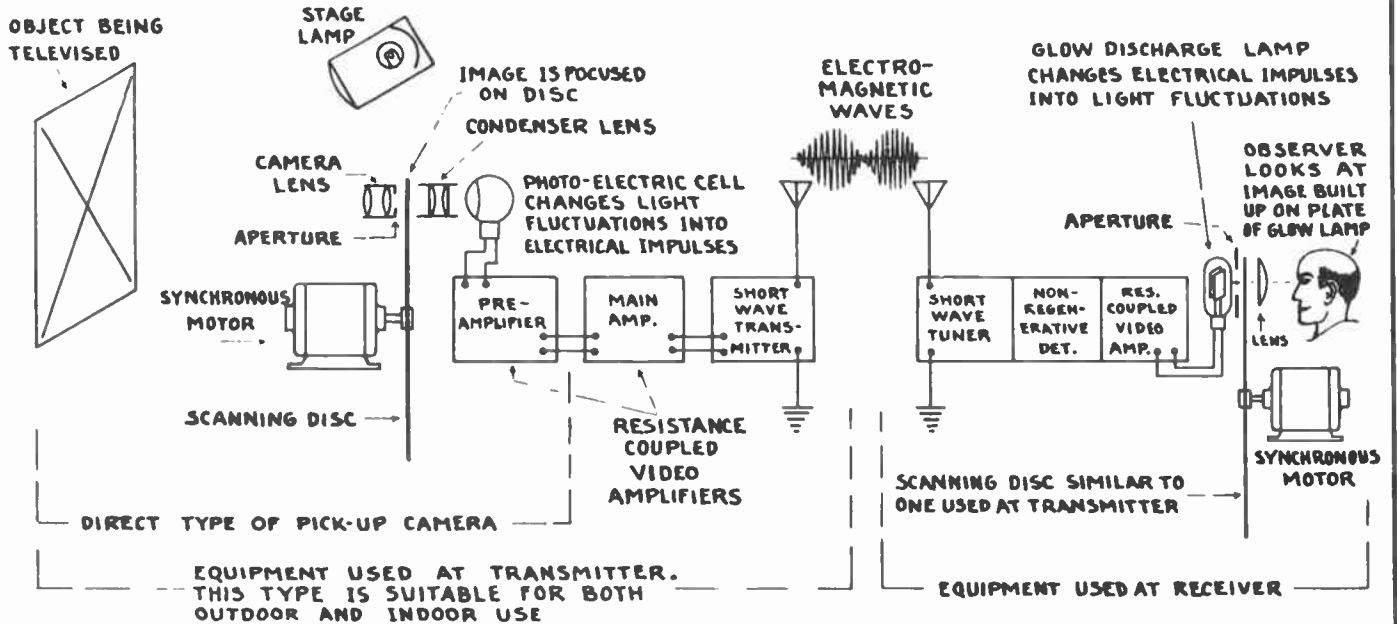 OBJECT BEING
TELEVISED
STAGE
LAMP
IMAGE IS FOCUSED
ON DISC
CONDENSER LENS
CAMERA
LENS
APERTURE
PHOTO-ELECTRIC CELL
CHANGES LIGHT
FLUCTUATIONS INTO
ELECTRICAL IMPULSES
ELECTRO-
MAGNETIC
WAVES
GLOW DISCHARGE LAMP
CHANGES ELECTRICAL IMPULSES
INTO LIGHT FLUCTUATIONS
OBSERVER
LOOKS AT
IMAGE BUILT
UP ON PLATE
OF GLOW LAMP
APERTURE
SYNCHRONOUS
MOTOR
PRE-
AMPLIFIER
MAIN
AMP.
SHORT
WAVE
TRANS-
MITTER
SHORT
WAVE
TUNER
NON-
REGEN-
ERATIVE
DET.
RES.
COUPLED
VIDEO
AMP.
LENS
SCANNING DISC
RESISTANCE
COUPLED
VIDEO
AMPLIFIERS
SYNCHRONOUS
MOTOR
SCANNING DISC SIMILAR TO
ONE USED AT TRANSMITTER
DIRECT TYPE OF PICK-UP CAMERA
EQUIPMENT USED AT TRANSMITTER.
THIS TYPE IS SUITABLE FOR BOTH
OUTDOOR AND INDOOR USE
EQUIPMENT USED AT RECEIVER